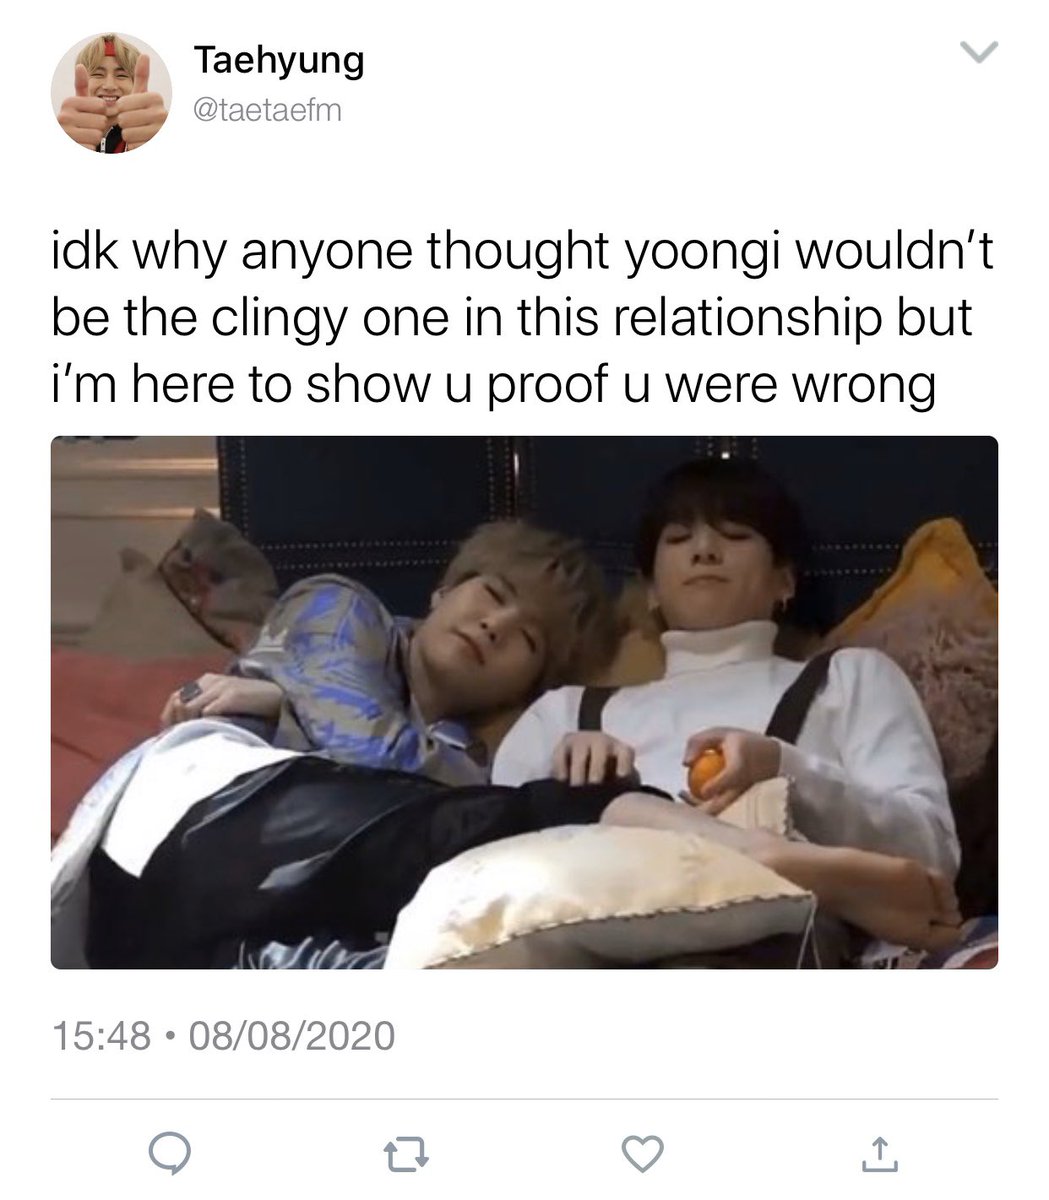 Taehyung
@taetaefm
idk why anyone thought yoongi wouldn’t
be the clingy one in this relationship but
i’m here to show u proof u were wrong
15:48 • 08/08/2020